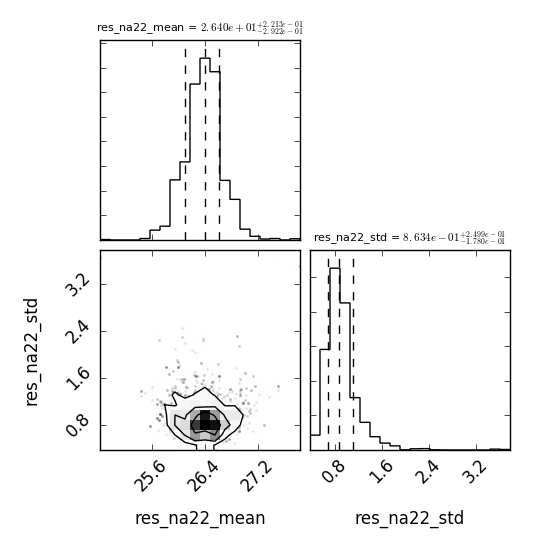 res_na22_mean = 2.640e+01+2.213e−01−2.922e−01
res_na22_std = 8.634e−01+2.499e−01−1.780e−01
3.2
2.4
1.6
0.8
res_na22_std
25.6
26.4
27.2
0.8
1.6
2.4
3.2
res_na22_mean
res_na22_std